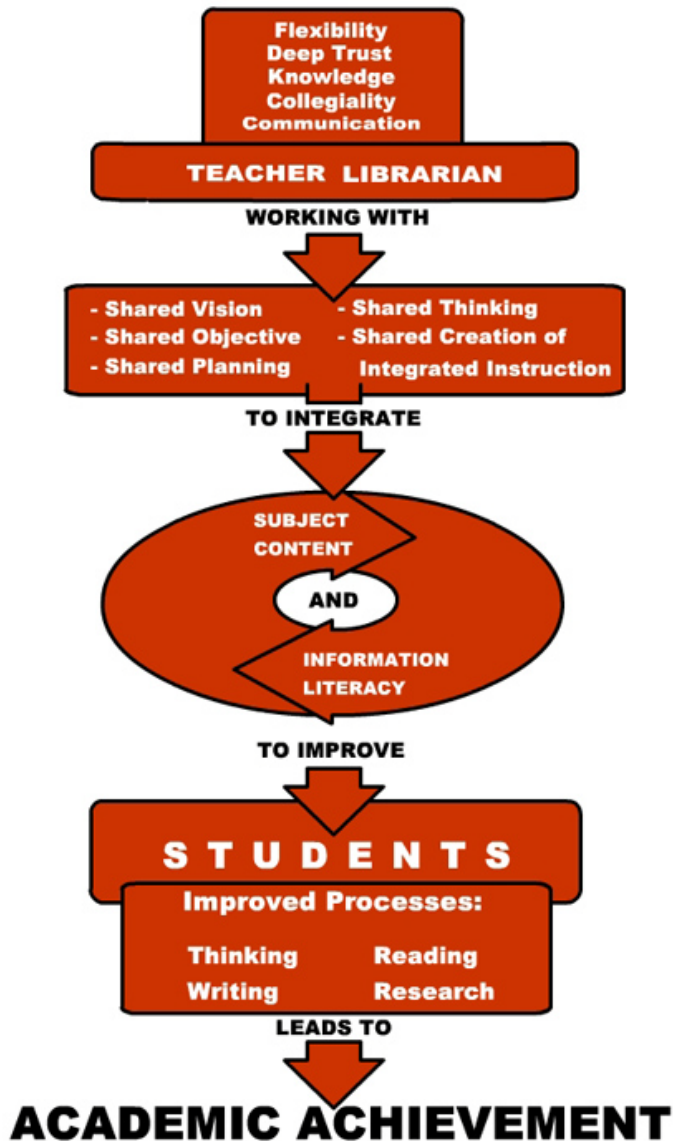 Flexibility
Deep Trust
Knowledge
Collegiality
Communication
TEACHER LIBRARIAN
WORKING WITH
- Shared Vision
- Shared Objective
- Shared Planning
- Shared Thinking
- Shared Creation of
Integrated Instruction
TO INTEGRATE
SUBJECT
CONTENT
AND
INFORMATION
LITERACY
TO IMPROVE
STUDENTS
Improved Processes:
Thinking Reading
Writing Research
LEADS TO
ACADEMIC ACHIEVEMENT